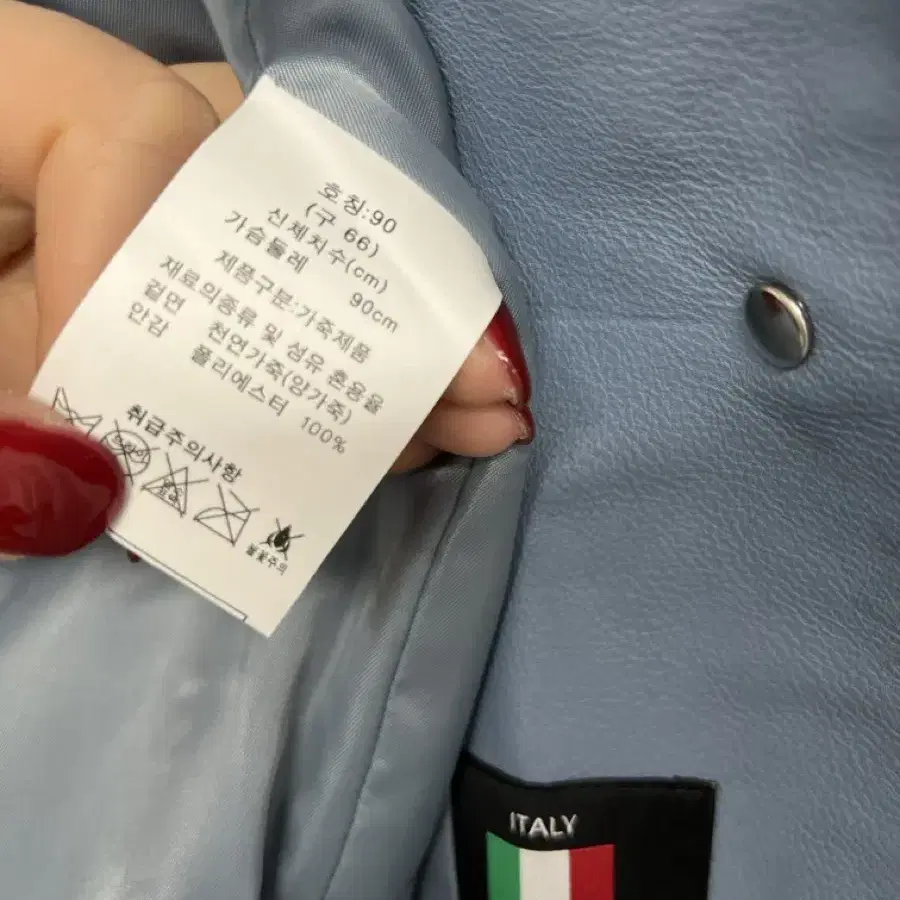 호칭:90
(구 66)
신체치수(cm)
가슴둘레 90cm
제품구분:가죽제품
재료의종류 및 섬유 혼용율
겉면 천연가죽(양가죽)
안감 폴리에스터 100%
취급주의사항
불꽃주의
ITALY